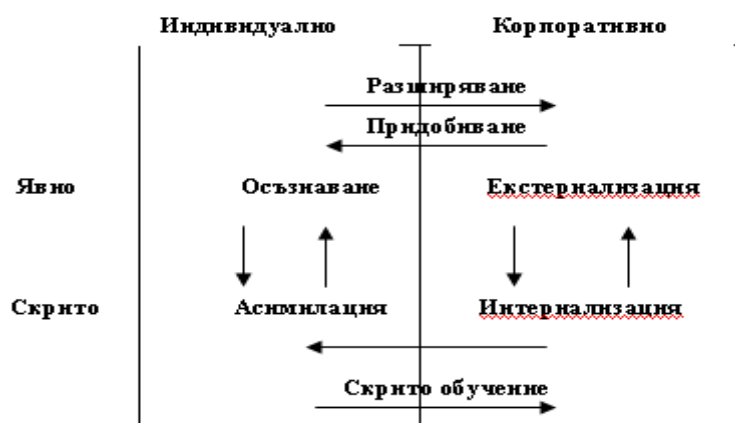 Индивидуално Корпоративно
Разширяване
Придобиване
Явно Осъзнаване Екстернализация
Скрито Асимилация Интернализация
Скрито обучение